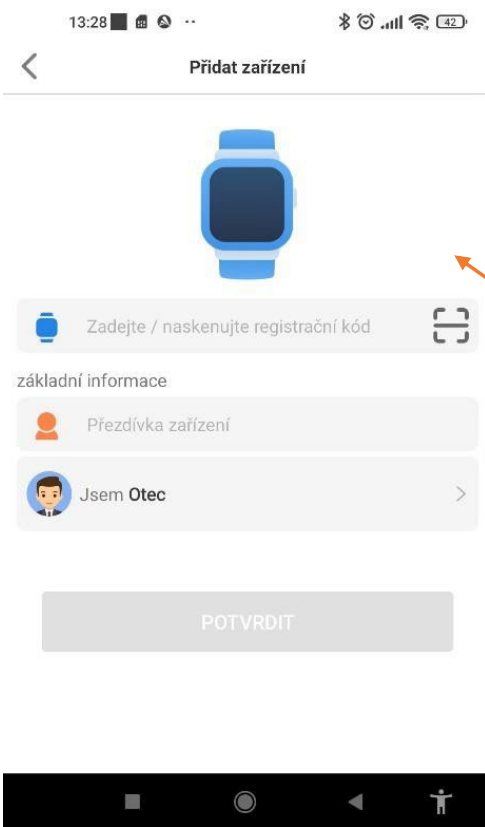 13:28
42
Přidat zařízení
Zadejte / naskenujte registrační kód
základní informace
Přezdívka zařízení
Jsem Otec
POTVRDIT